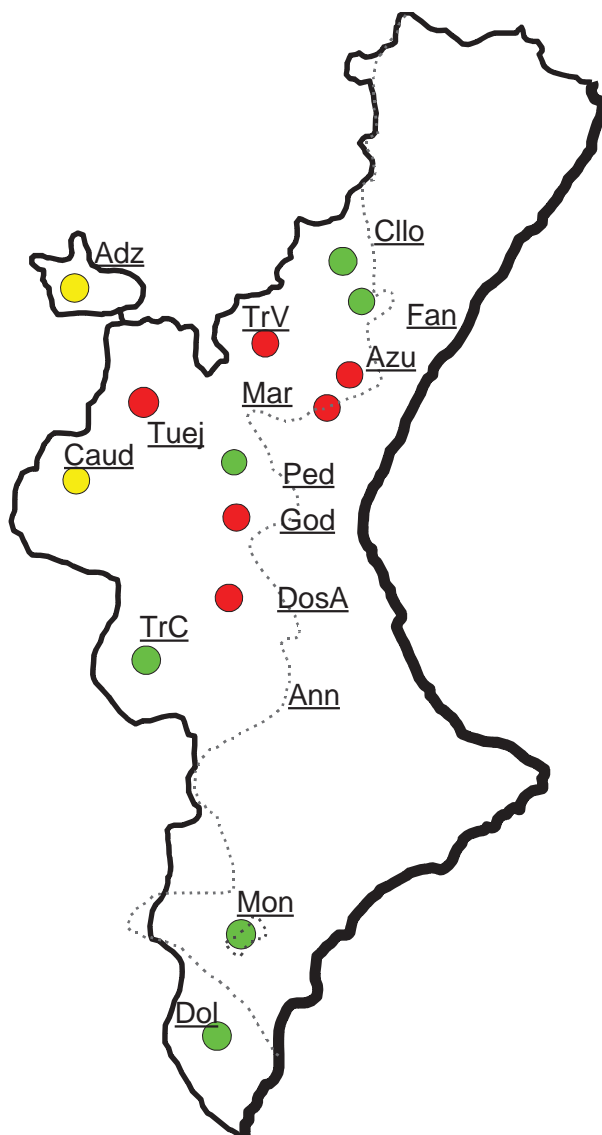 Cllo
Adz
Fan
TrV
Azu
Mar
Tuej
Caud
Ped
God
DosA
TrC
Ann
Mon
Dol